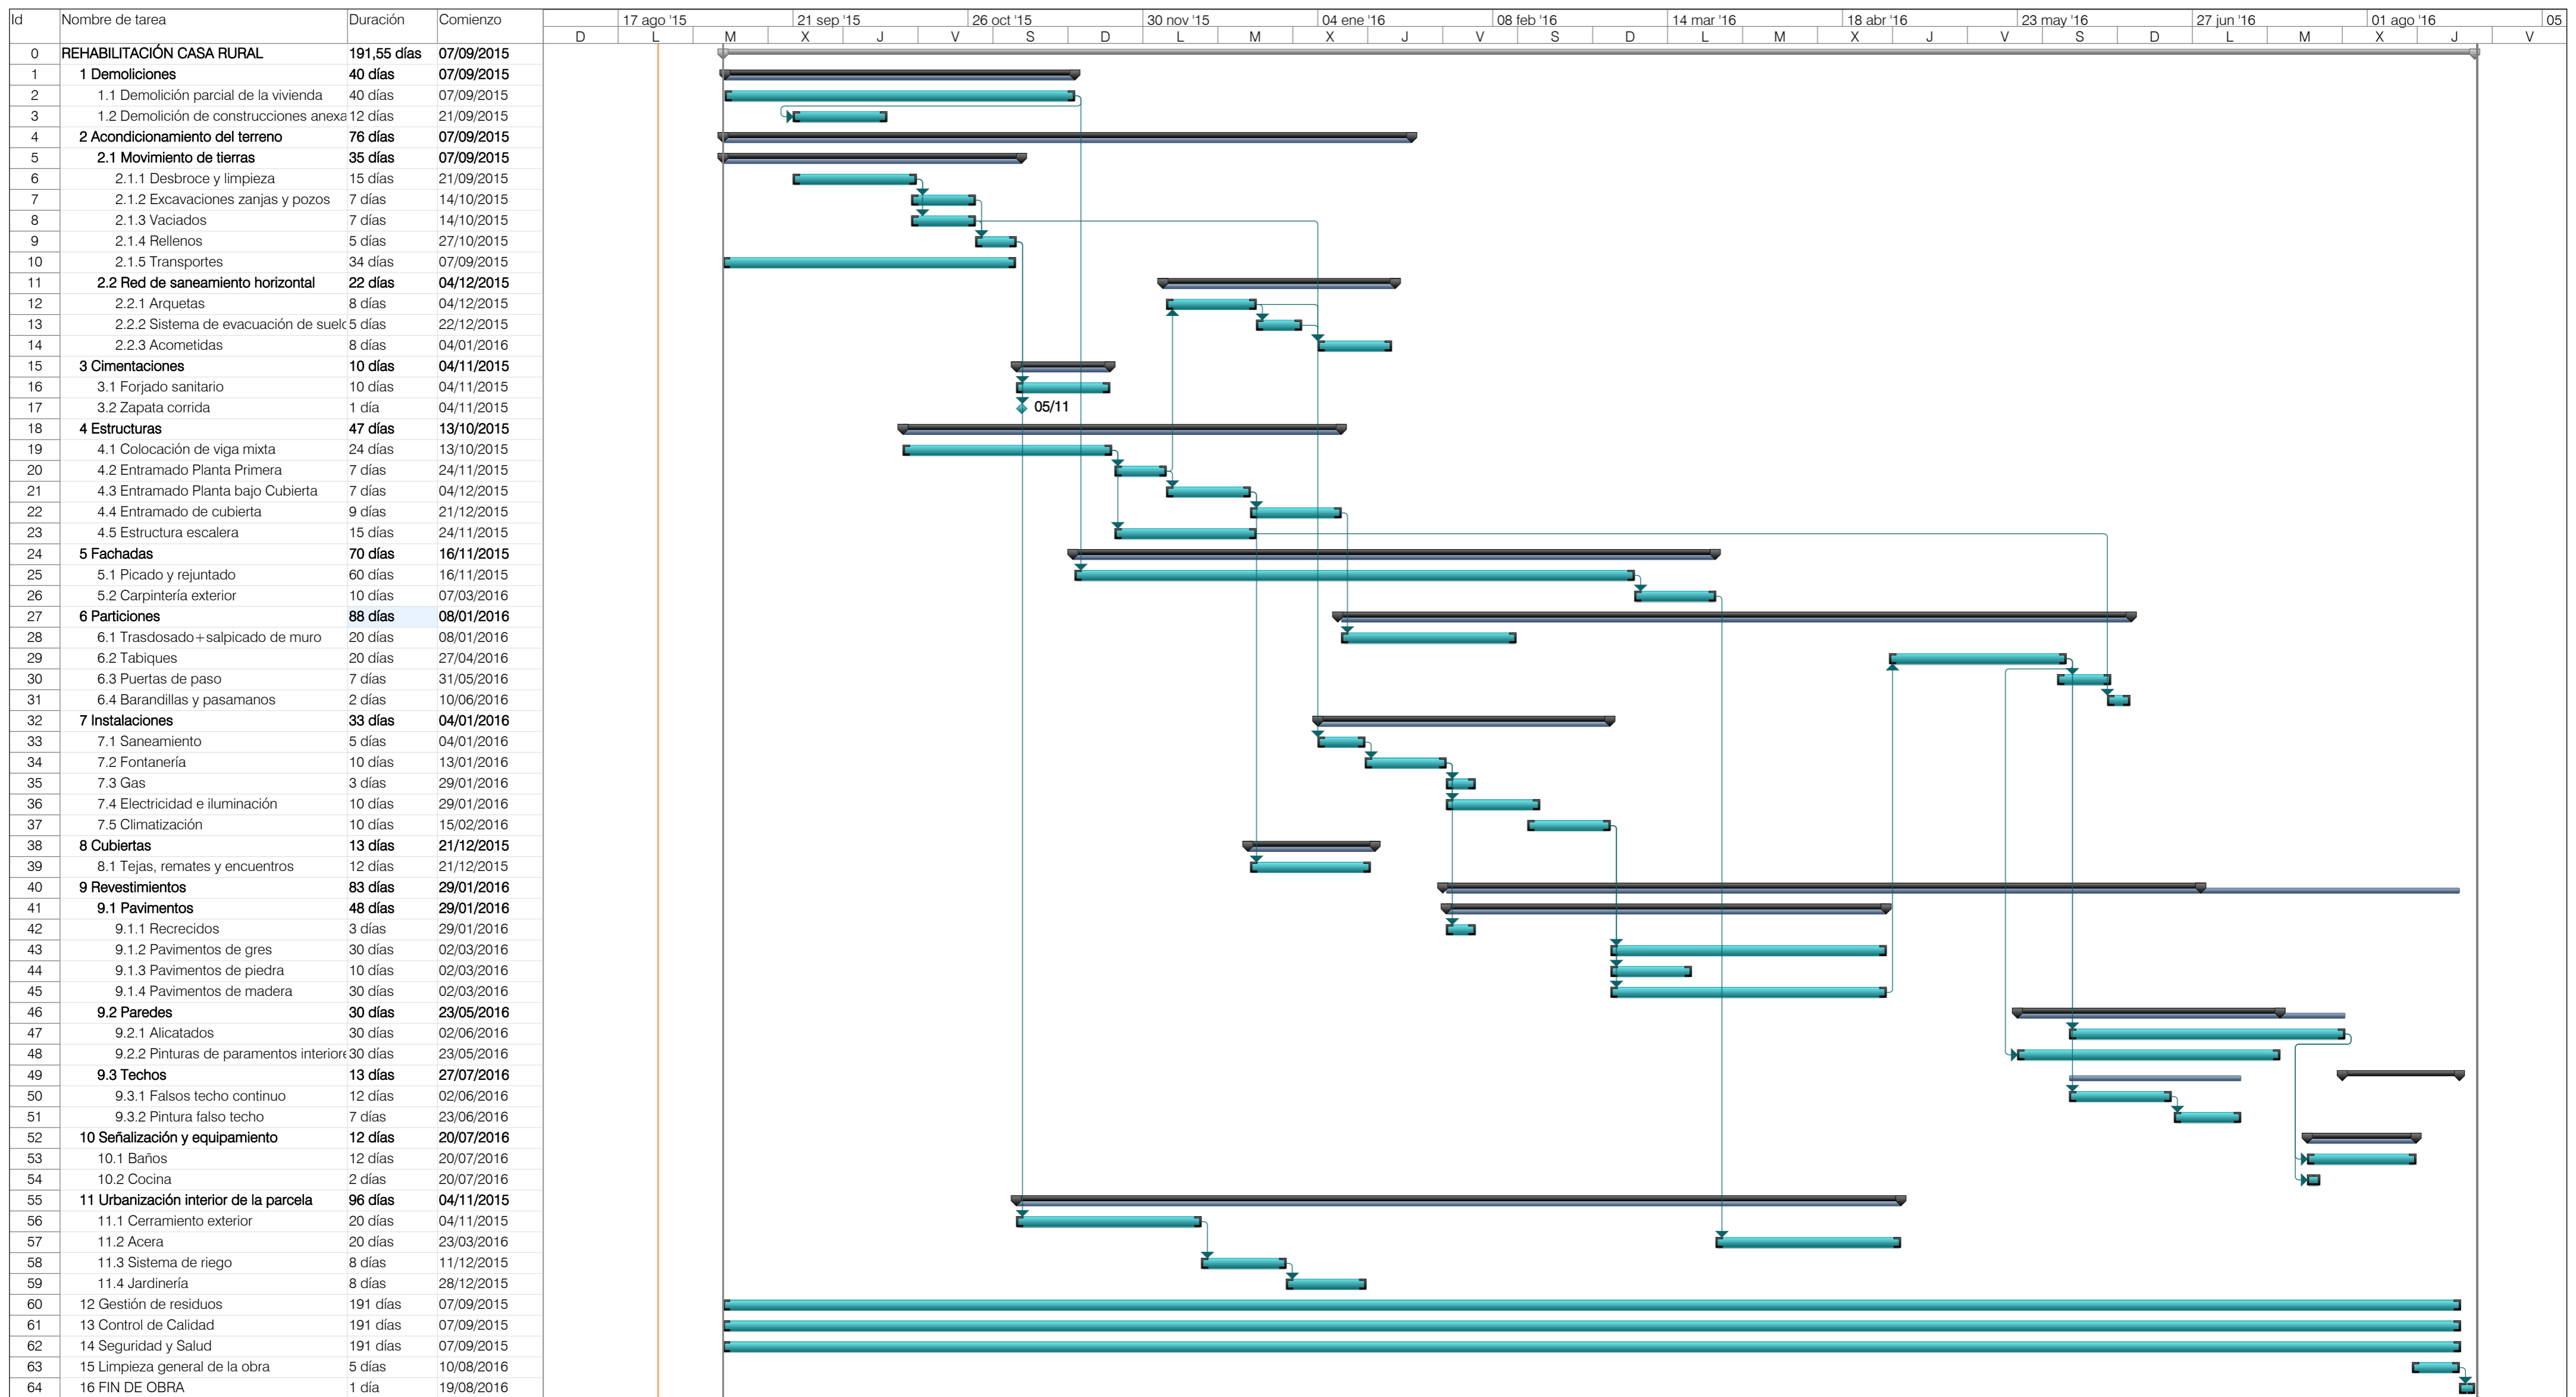 Id Nombre de tarea Duración Comienzo 17 ago '15 21 sep '15 26 oct '15 30 nov '15 04 ene '16 08 feb '16 14 mar '16 18 abr '16 23 may '16 27 jun '16 01 ago '16 05
D L M X J V S D L M X J V S D L M X J V S D L M X J V
0 REHABILITACIÓN CASA RURAL 191,55 días 07/09/2015
1 1 Demoliciones 40 días 07/09/2015
2 1.1 Demolición parcial de la vivienda 40 días 07/09/2015
3 1.2 Demolición de construcciones anexa 12 días 21/09/2015
4 2 Acondicionamiento del terreno 76 días 07/09/2015
5 2.1 Movimiento de tierras 35 días 07/09/2015
6 2.1.1 Desbroce y limpieza 15 días 21/09/2015
7 2.1.2 Excavaciones zanjas y pozos 7 días 14/10/2015
8 2.1.3 Vaciados 7 días 14/10/2015
9 2.1.4 Rellenos 5 días 27/10/2015
10 2.1.5 Transportes 34 días 07/09/2015
11 2.2 Red de saneamiento horizontal 22 días 04/12/2015
12 2.2.1 Arquetas 8 días 04/12/2015
13 2.2.2 Sistema de evacuación de suelo 5 días 22/12/2015
14 2.2.3 Acometidas 8 días 04/01/2016
15 3 Cimentaciones 10 días 04/11/2015
16 3.1 Forjado sanitario 10 días 04/11/2015
17 3.2 Zapata corrida 1 día 04/11/2015 05/11
18 4 Estructuras 47 días 13/10/2015
19 4.1 Colocación de viga mixta 24 días 13/10/2015
20 4.2 Entramado Planta Primera 7 días 24/11/2015
21 4.3 Entramado Planta bajo Cubierta 7 días 04/12/2015
22 4.4 Entramado de cubierta 9 días 21/12/2015
23 4.5 Estructura escalera 15 días 24/11/2015
24 5 Fachadas 70 días 16/11/2015
25 5.1 Picado y rejuntado 60 días 16/11/2015
26 5.2 Carpintería exterior 10 días 07/03/2016
27 6 Particiones 88 días 08/01/2016
28 6.1 Trasdosado+salpicado de muro 20 días 08/01/2016
29 6.2 Tabiques 20 días 27/04/2016
30 6.3 Puertas de paso 7 días 31/05/2016
31 6.4 Barandillas y pasamanos 2 días 10/06/2016
32 7 Instalaciones 33 días 04/01/2016
33 7.1 Saneamiento 5 días 04/01/2016
34 7.2 Fontanería 10 días 13/01/2016
35 7.3 Gas 3 días 29/01/2016
36 7.4 Electricidad e iluminación 10 días 29/01/2016
37 7.5 Climatización 10 días 15/02/2016
38 8 Cubiertas 13 días 21/12/2015
39 8.1 Tejas, remates y encuentros 12 días 21/12/2015
40 9 Revestimientos 83 días 29/01/2016
41 9.1 Pavimentos 48 días 29/01/2016
42 9.1.1 Recrecidos 3 días 29/01/2016
43 9.1.2 Pavimentos de gres 30 días 02/03/2016
44 9.1.3 Pavimentos de piedra 10 días 02/03/2016
45 9.1.4 Pavimentos de madera 30 días 02/03/2016
46 9.2 Paredes 30 días 23/05/2016
47 9.2.1 Alicatados 30 días 02/06/2016
48 9.2.2 Pinturas de paramentos interiore 30 días 23/05/2016
49 9.3 Techos 13 días 27/07/2016
50 9.3.1 Falsos techo continuo 12 días 02/06/2016
51 9.3.2 Pintura falso techo 7 días 23/06/2016
52 10 Señalización y equipamiento 12 días 20/07/2016
53 10.1 Baños 12 días 20/07/2016
54 10.2 Cocina 2 días 20/07/2016
55 11 Urbanización interior de la parcela 96 días 04/11/2015
56 11.1 Cerramiento exterior 20 días 04/11/2015
57 11.2 Acera 20 días 23/03/2016
58 11.3 Sistema de riego 8 días 11/12/2015
59 11.4 Jardinería 8 días 28/12/2015
60 12 Gestión de residuos 191 días 07/09/2015
61 13 Control de Calidad 191 días 07/09/2015
62 14 Seguridad y Salud 191 días 07/09/2015
63 15 Limpieza general de la obra 5 días 10/08/2016
64 16 FIN DE OBRA 1 día 19/08/2016